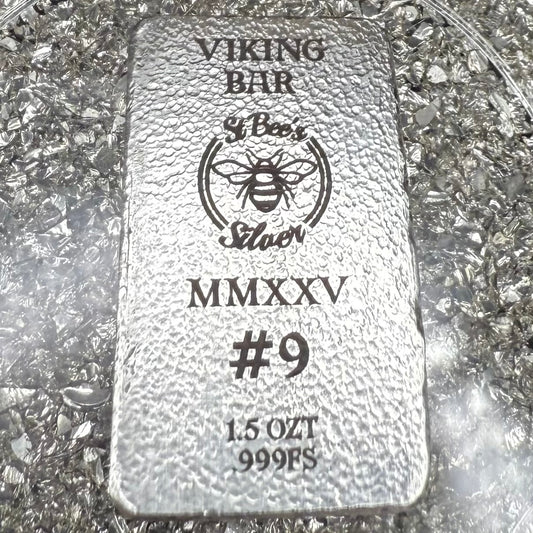 VIKING
BAR
St Bee's
Silver
MMXXV
#9
1.5 OZT
.999FS